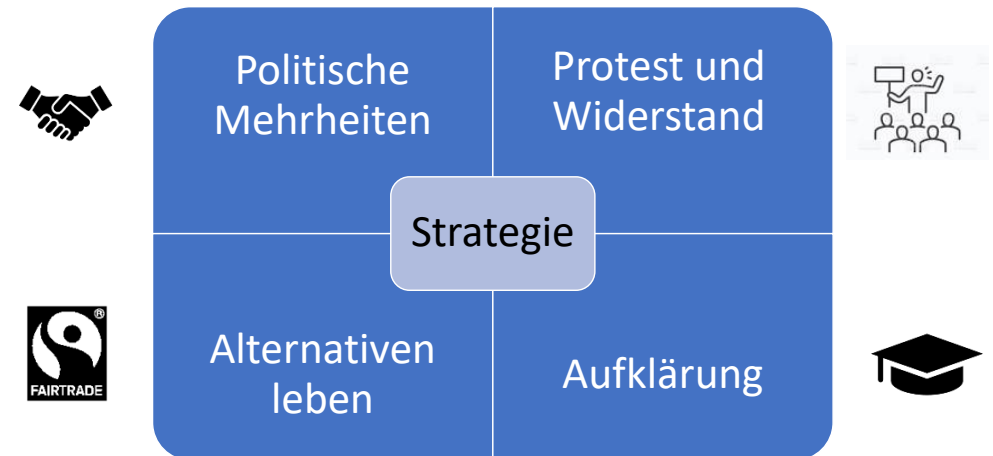 Politische
Mehrheiten
Protest und
Widerstand
Strategie
Alternativen
leben
Aufklärung
®
FAIRTRADE